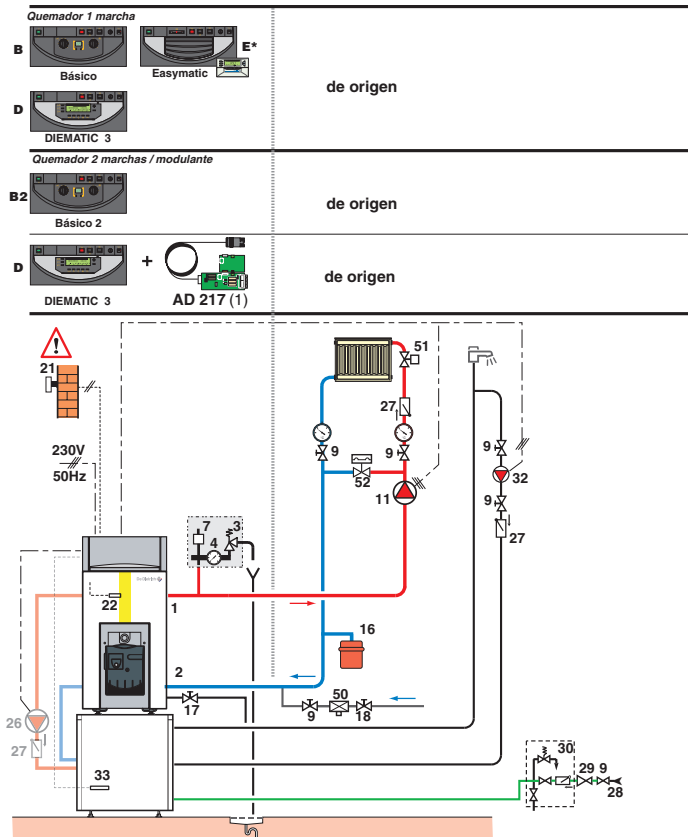 Quemador 1 marcha
B
E*
Básico
Easymatic
de origen
D
DIEMATIC 3
Quemador 2 marchas / modulante
B2
de origen
Básico 2
D
+
de origen
DIEMATIC 3
AD 217 (1)
!
21
51
27
230V
50Hz
9
9
9
52
11
32
9
7
3
4
27
22
1
16
2
17
9
50
18
26
27
33
30
29
9
28